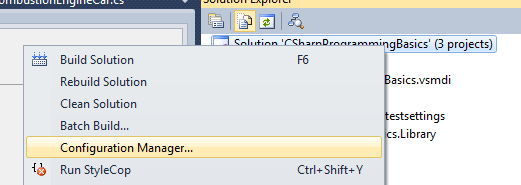 ombustionEngineCar.cs
Solution Explorer
Solution 'CSharpProgrammingBasics' (3 projects)
Build Solution F6
Basics.vsmdi
Rebuild Solution
Clean Solution
testsettings
Batch Build...
cs.Library
Configuration Manager...
Run StyleCop Ctrl+Shift+Y